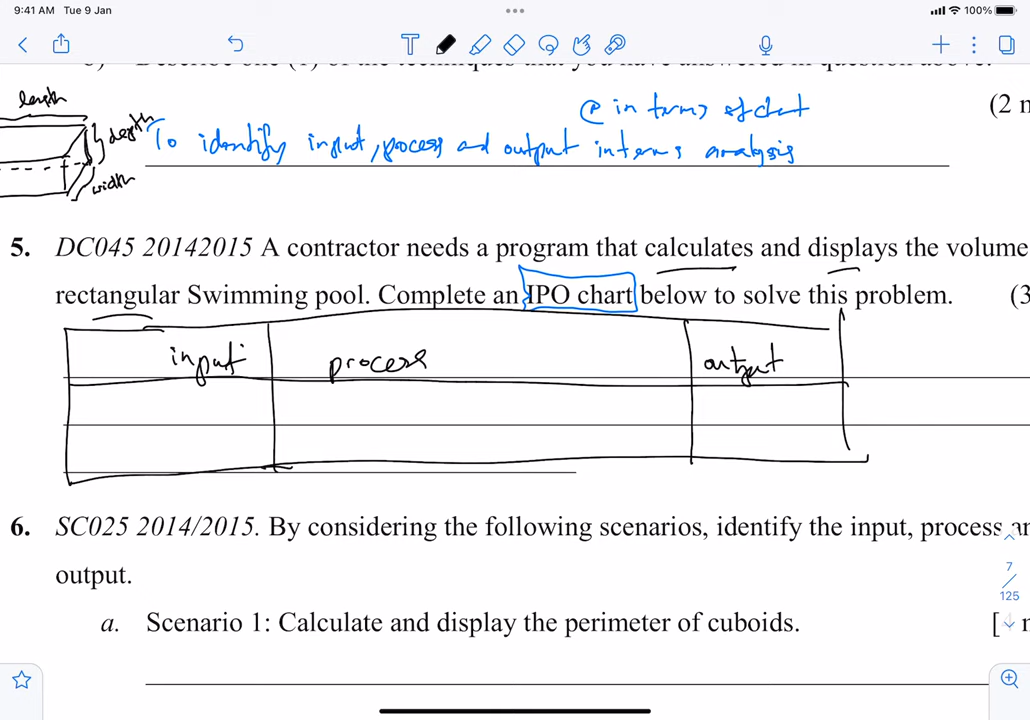 9:41 AM Tue 9 Jan
100%
(2 m
length
depth
width
@ in terms of chart
To identify input, process and output in terms analysis
5. DC045 20142015 A contractor needs a program that calculates and displays the volume
rectangular Swimming pool. Complete an IPO chart below to solve this problem. (3
input process output
6. SC025 2014/2015. By considering the following scenarios, identify the input, process an
output.
7
125
a. Scenario 1: Calculate and display the perimeter of cuboids. [